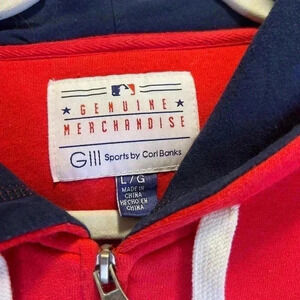 GENUINE
MERCHANDISE
GIII Sports by Carl Banks
L/G
MADE IN
CHINA
HECHO EN
CHINA